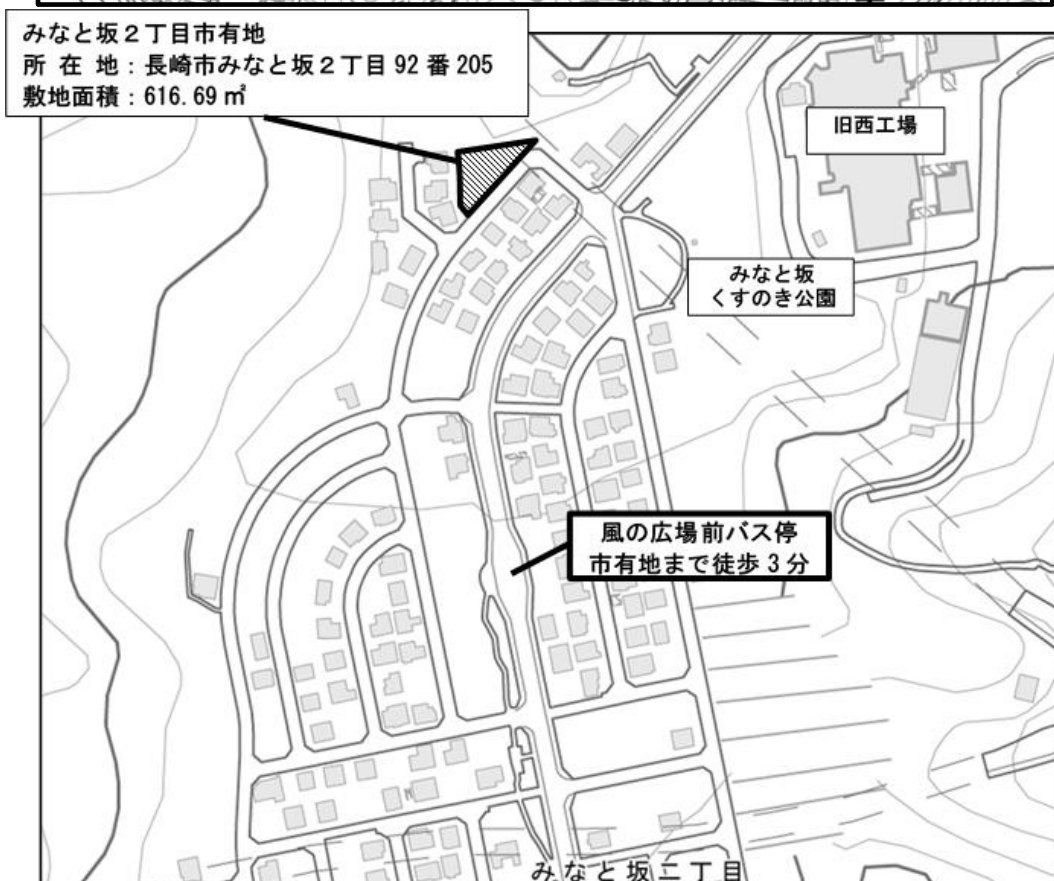 みなと坂２丁目市有地
所 在 地：長崎市みなと坂２丁目 92 番 205
敷地面積：616.69 ㎡
旧西工場
みなと坂
くすのき公園
風の広場前バス停
市有地まで徒歩 3 分
みなと坂二丁目